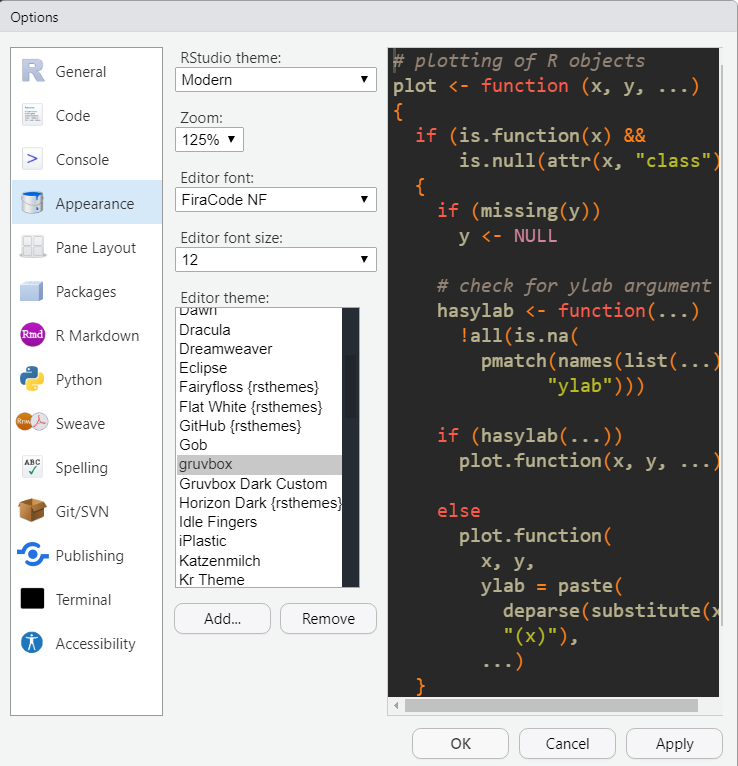 Options
General
Code
Console
Appearance
Pane Layout
Packages
Rmd R Markdown
Python
Sweave
ABC Spelling
Git/SVN
Publishing
Terminal
Accessibility
RStudio theme:
Modern
Zoom:
125%
Editor font:
FiraCode NF
Editor font size:
12
Editor theme:
Dawn
Dracula
Dreamweaver
Eclipse
Fairyfloss {rsthemes}
Flat White {rsthemes}
GitHub {rsthemes}
Gob
gruvbox
Gruvbox Dark Custom
Horizon Dark {rsthemes}
Idle Fingers
iPlastic
Katzenmilch
Kr Theme
Add...
Remove
# plotting of R objects
plot <- function (x, y, ...)
{
  if (is.function(x) &&
      is.null(attr(x, "class")
  {
    if (missing(y))
      y <- NULL
    # check for ylab argument
    hasylab <- function(...)
      !all(is.na(
        pmatch(names(list(...)
              "ylab")))
    if (hasylab(...))
      plot.function(x, y, ...)
    else
      plot.function(
        x, y,
        ylab = paste(
          deparse(substitute(x
          "(x)"),
        ...)
  }
OK
Cancel
Apply